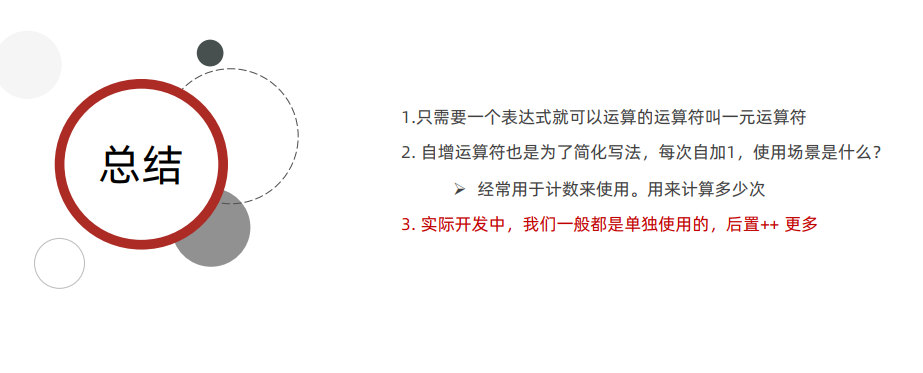 总结
1.只需要一个表达式就可以运算的运算符叫一元运算符
2. 自增运算符也是为了简化写法，每次自加1，使用场景是什么？
➢ 经常用于计数来使用。用来计算多少次
3. 实际开发中，我们一般都是单独使用的，后置++ 更多